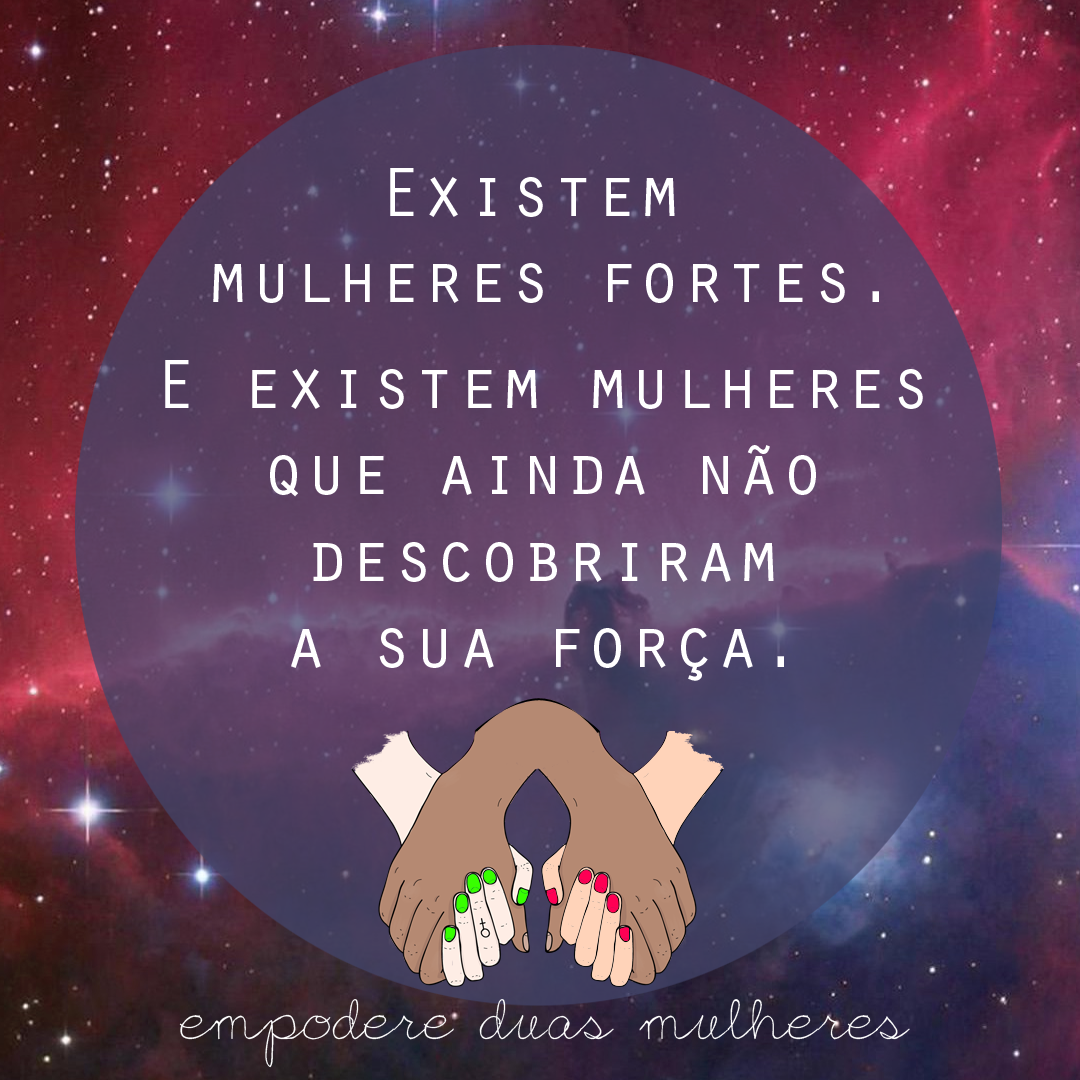 Existem
mulheres fortes.
E existem mulheres
que ainda não
descobriram
a sua força.
empodere duas mulheres